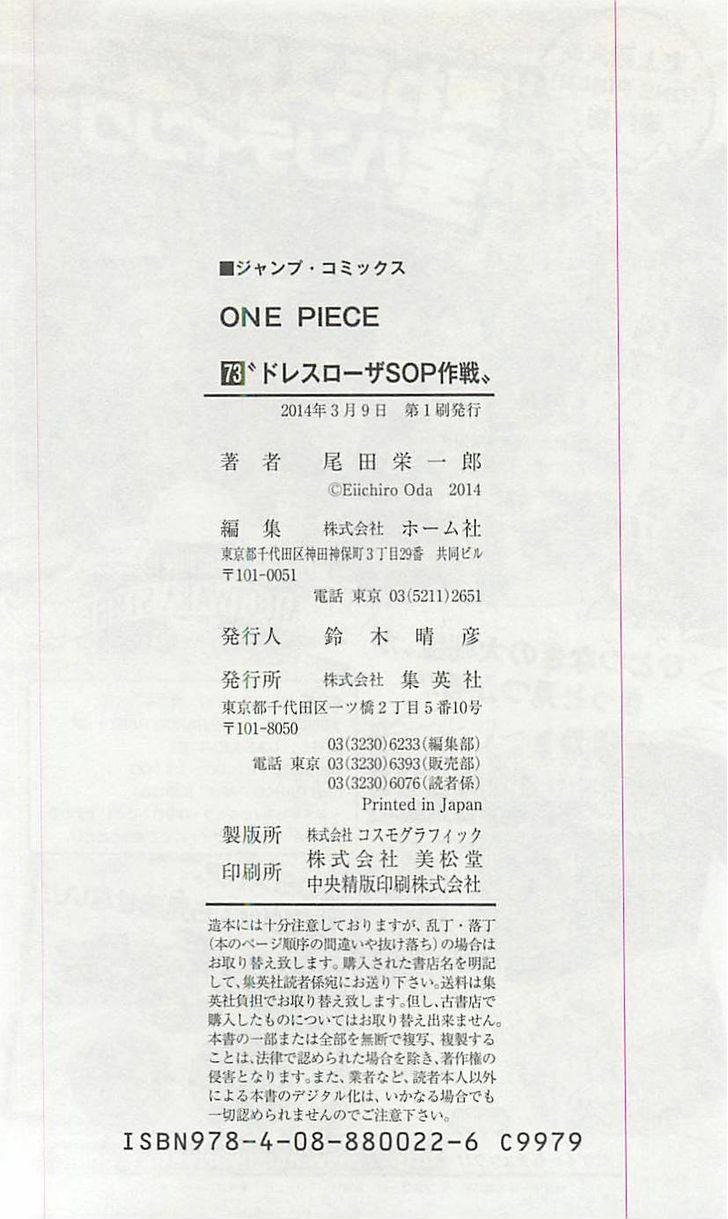 ■ジャンプ・コミックス
ONE PIECE
73〝ドレスローザSOP作戦〟
2014年3月9日　第1刷発行
著者　尾田栄一郎
©Eiichiro Oda　2014
編集　株式会社 ホーム社
東京都千代田区神田神保町3丁目29番　共同ビル
〒101-0051
電話 東京 03(5211)2651
発行人　鈴木晴彦
発行所　株式会社 集英社
東京都千代田区一ツ橋2丁目5番10号
〒101-8050
03(3230)6233(編集部)
電話 東京 03(3230)6393(販売部)
03(3230)6076(読者係)
Printed in Japan
製版所　株式会社 コスモグラフィック
印刷所　株式会社 美松堂
中央精版印刷株式会社
造本には十分注意しておりますが、乱丁・落丁
(本のページ順序の間違いや抜け落ち)の場合は
お取り替え致します。購入された書店名を明記
して、集英社読者係宛にお送り下さい。送料は集
英社負担でお取り替え致します。但し、古書店で
購入したものについてはお取り替え出来ません。
本書の一部または全部を無断で複写、複製する
ことは、法律で認められた場合を除き、著作権の
侵害となります。また、業者など、読者本人以外
による本書のデジタル化は、いかなる場合でも
一切認められませんのでご注意下さい。
ISBN978-4-08-880022-6 C9979